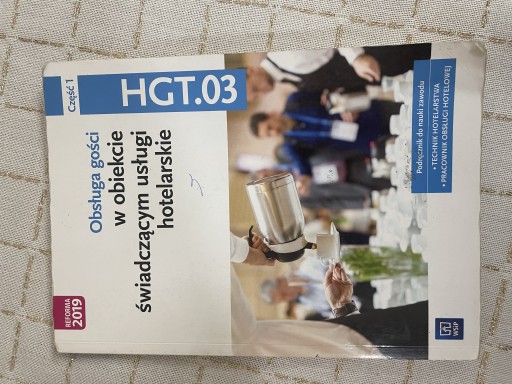 Część 1
HGT.03
Obsługa gości
w obiekcie
świadczącym usługi
hotelarskie
REFORMA
2019
Podręcznik do nauki zawodu
• TECHNIK HOTELARSTWA
• PRACOWNIK OBSŁUGI HOTELOWEJ
WSiP